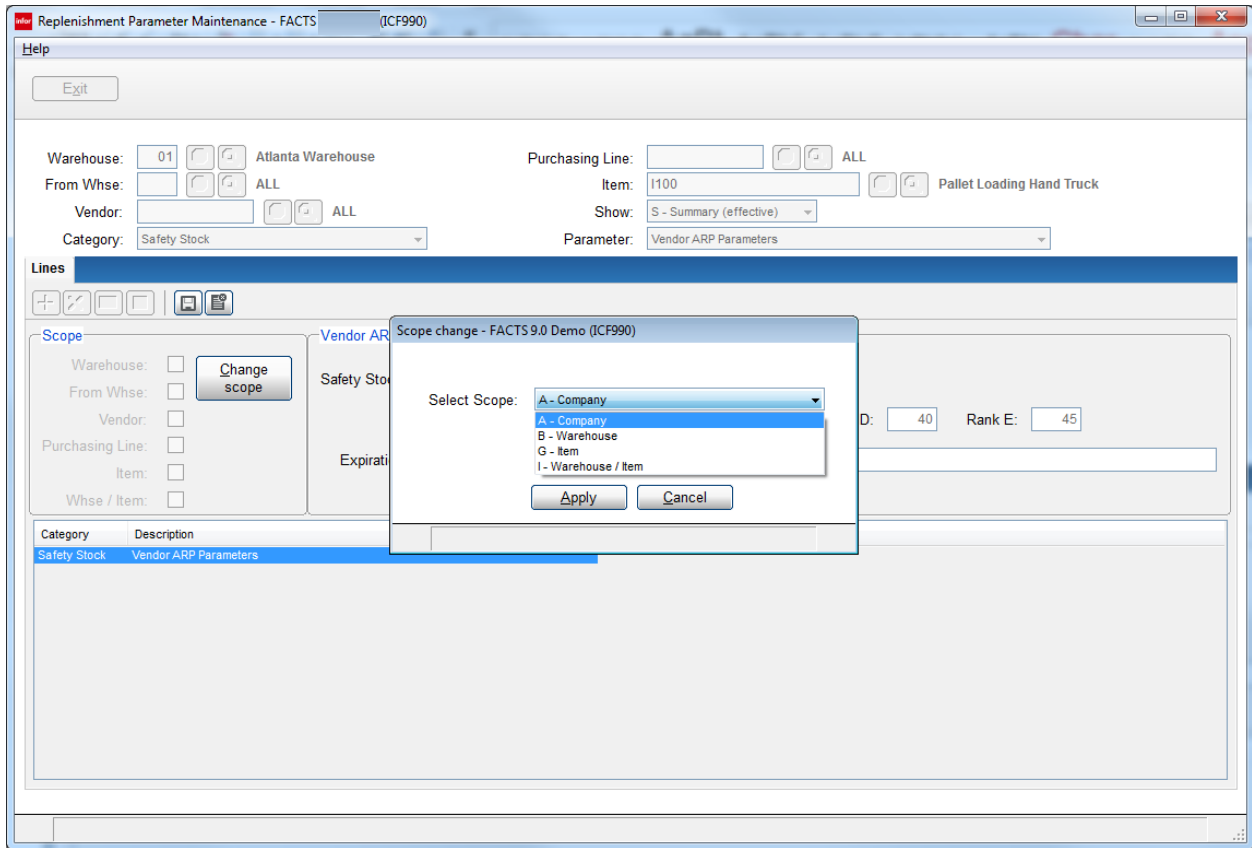 infor Replenishment Parameter Maintenance - FACTS (ICF990)
Help
Exit
Warehouse: 01 Atlanta Warehouse Purchasing Line: ALL
From Whse: ALL Item: I100 Pallet Loading Hand Truck
Vendor: ALL Show: S - Summary (effective)
Category: Safety Stock Parameter: Vendor ARP Parameters
Lines
Scope
Warehouse:
From Whse:
Vendor:
Purchasing Line:
Item:
Whse / Item:
Change
scope
Vendor AR
Safety Sto
D: 40 Rank E: 45
Expirati
Scope change - FACTS 9.0 Demo (ICF990)
Select Scope: A - Company
A - Company
B - Warehouse
G - Item
I - Warehouse / Item
Apply Cancel
Category Description
Safety Stock Vendor ARP Parameters